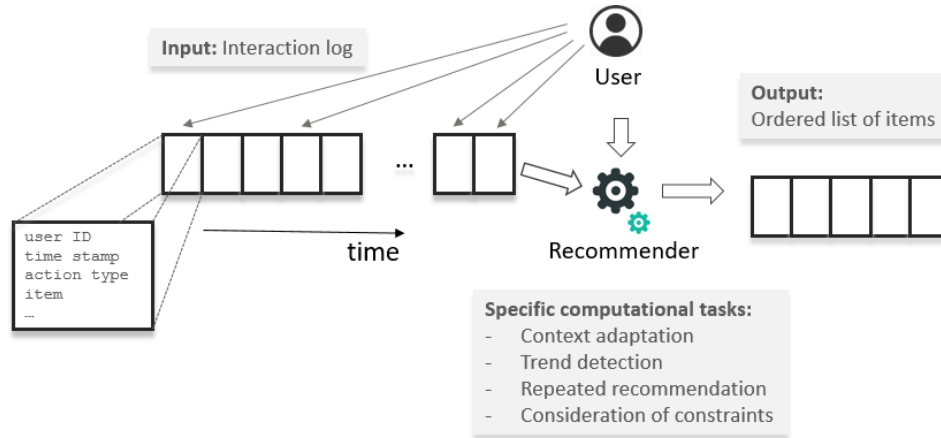 Input: Interaction log
User
Output:
Ordered list of items
...
user ID
time stamp
action type
item
…
time
Recommender
Specific computational tasks:
- Context adaptation
- Trend detection
- Repeated recommendation
- Consideration of constraints